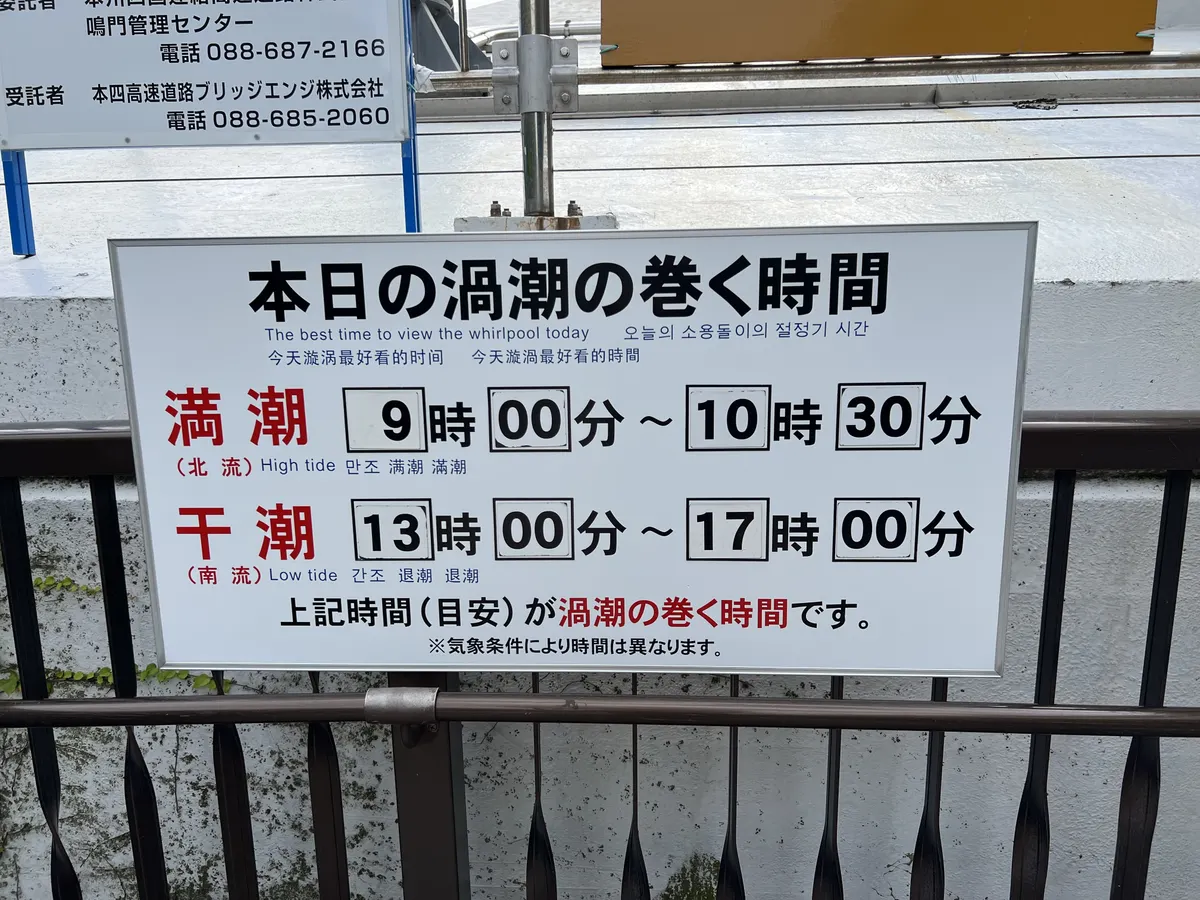 鳴門管理センター
電話 088-687-2166
受託者 本四高速道路ブリッジエンジ株式会社
電話 088-685-2060
本日の渦潮の巻く時間
The best time to view the whirlpool today 오늘의 소용돌이의 절정기 시간
今天漩涡最好看的时间 今天漩渦最好看的時間
満潮 9時00分~10時30分
(北流) High tide 만조 满潮 滿潮
干潮 13時00分~17時00分
(南流) Low tide 간조 退潮 退潮
上記時間(目安)が渦潮の巻く時間です。
※気象条件により時間は異なります。